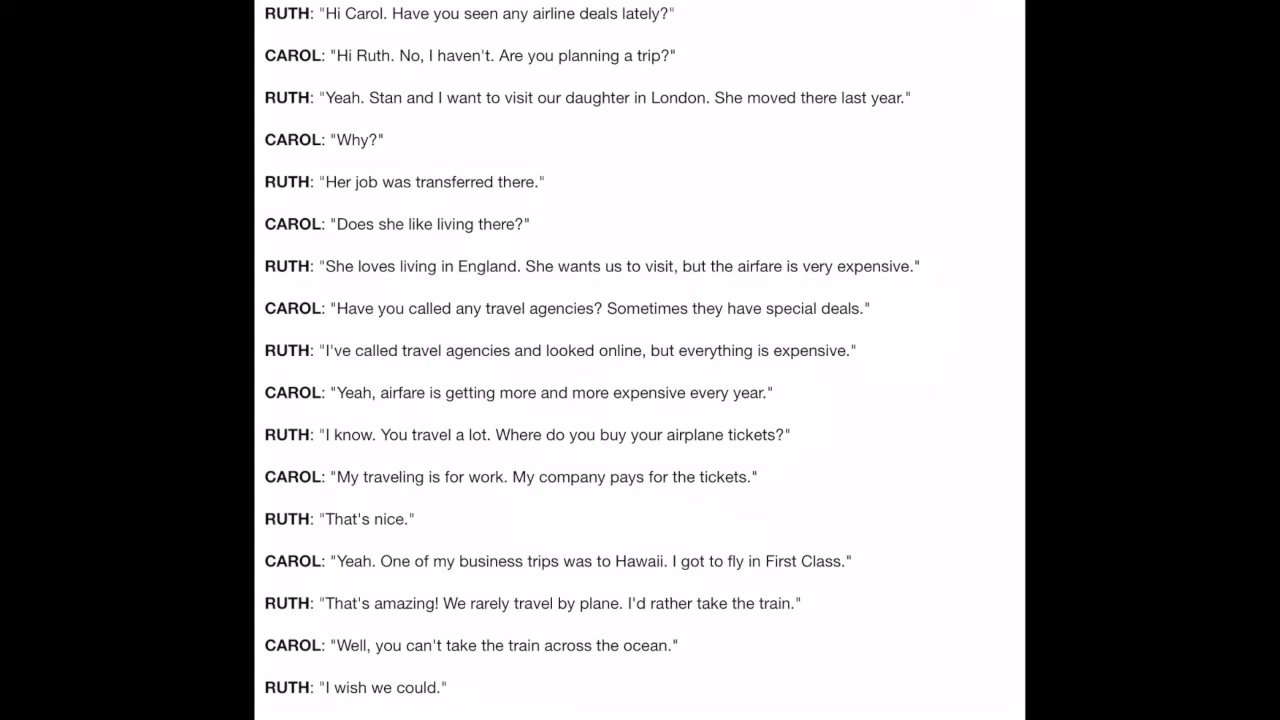 RUTH: "Hi Carol. Have you seen any airline deals lately?"
CAROL: "Hi Ruth. No, I haven't. Are you planning a trip?"
RUTH: "Yeah. Stan and I want to visit our daughter in London. She moved there last year."
CAROL: "Why?"
RUTH: "Her job was transferred there."
CAROL: "Does she like living there?"
RUTH: "She loves living in England. She wants us to visit, but the airfare is very expensive."
CAROL: "Have you called any travel agencies? Sometimes they have special deals."
RUTH: "I've called travel agencies and looked online, but everything is expensive."
CAROL: "Yeah, airfare is getting more and more expensive every year."
RUTH: "I know. You travel a lot. Where do you buy your airplane tickets?"
CAROL: "My traveling is for work. My company pays for the tickets."
RUTH: "That's nice."
CAROL: "Yeah. One of my business trips was to Hawaii. I got to fly in First Class."
RUTH: "That's amazing! We rarely travel by plane. I'd rather take the train."
CAROL: "Well, you can't take the train across the ocean."
RUTH: "I wish we could."